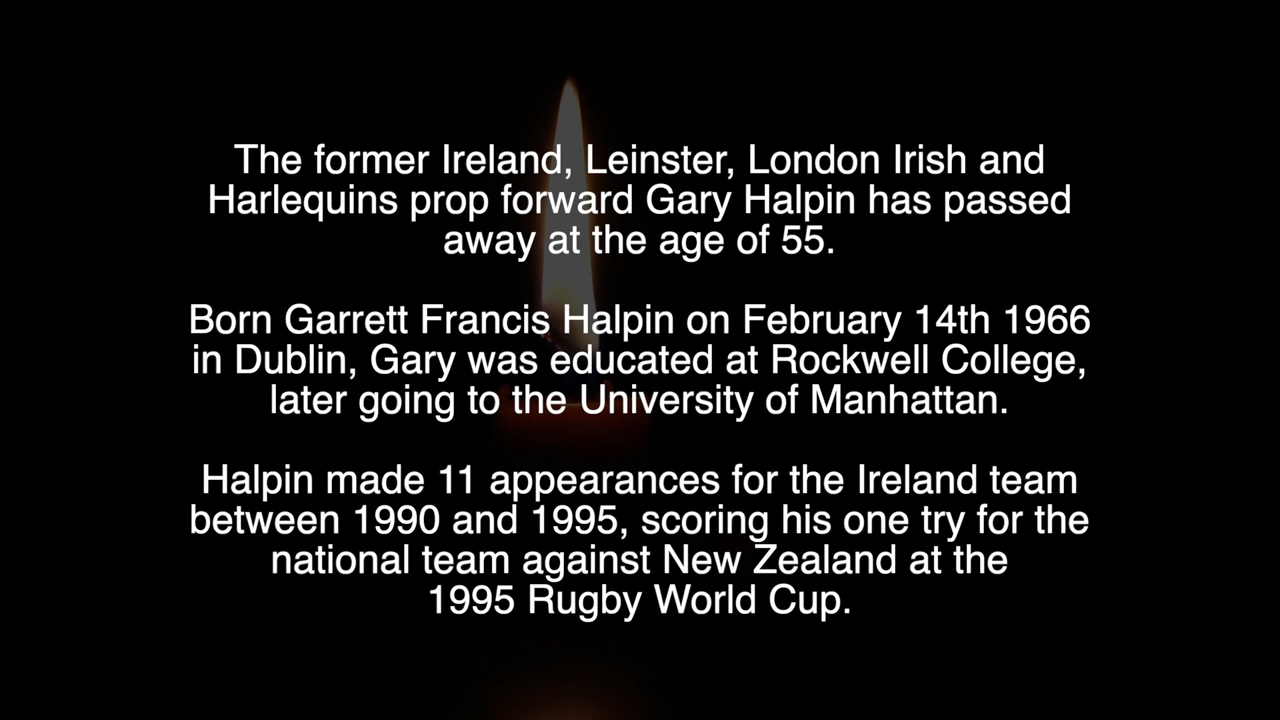 The former Ireland, Leinster, London Irish and
Harlequins prop forward Gary Halpin has passed
away at the age of 55.
Born Garrett Francis Halpin on February 14th 1966
in Dublin, Gary was educated at Rockwell College,
later going to the University of Manhattan.
Halpin made 11 appearances for the Ireland team
between 1990 and 1995, scoring his one try for the
national team against New Zealand at the
1995 Rugby World Cup.